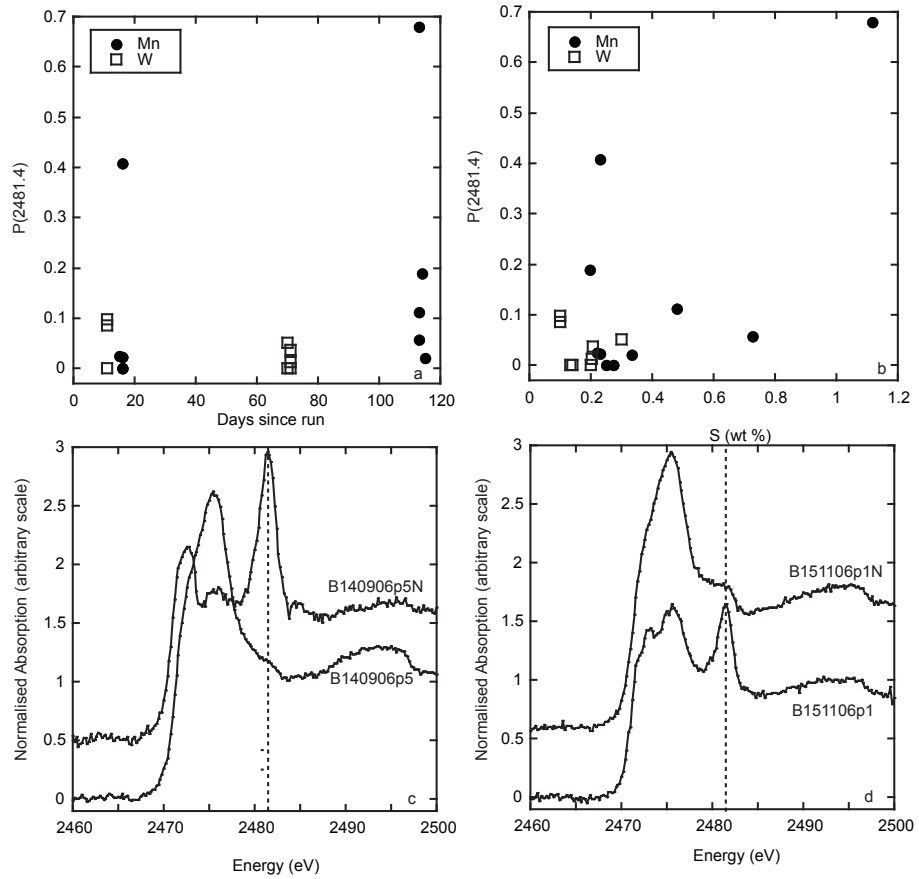 0.7
0.6
0.5
0.4
0.3
0.2
0.1
0
P(2481.4)
Mn
W
a
0 20 40 60 80 100 120
Days since run
0.7
0.6
0.5
0.4
0.3
0.2
0.1
0
P(2481.4)
Mn
W
b
0 0.2 0.4 0.6 0.8 1 1.2
S (wt %)
3
2.5
2
1.5
1
0.5
0
Normalised Absorption (arbitrary scale)
B140906p5N
B140906p5
c
2460 2470 2480 2490 2500
Energy (eV)
3
2.5
2
1.5
1
0.5
0
Normalised Absorption (arbitrary scale)
B151106p1N
B151106p1
d
2460 2470 2480 2490 2500
Energy (eV)